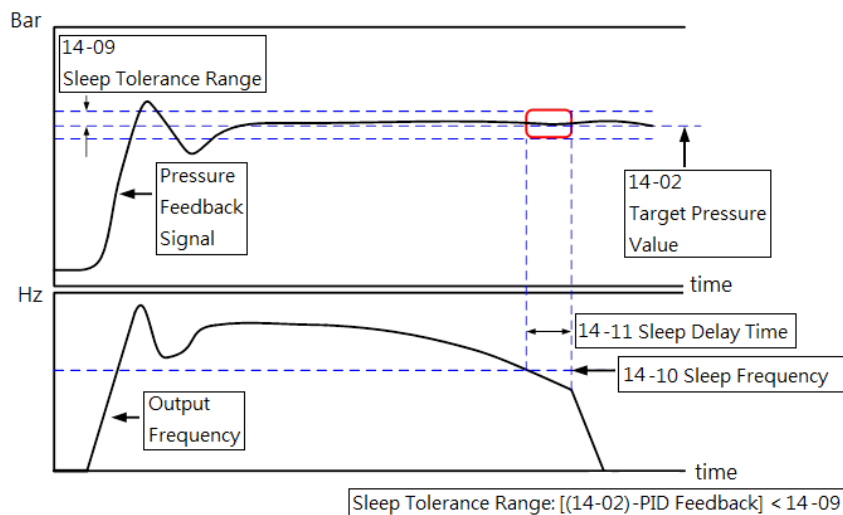 Bar
14-09
Sleep Tolerance Range
Pressure
Feedback
Signal
14-02
Target Pressure
Value
time
Hz
14-11 Sleep Delay Time
14-10 Sleep Frequency
Output
Frequency
time
Sleep Tolerance Range: [(14-02)-PID Feedback] < 14-09